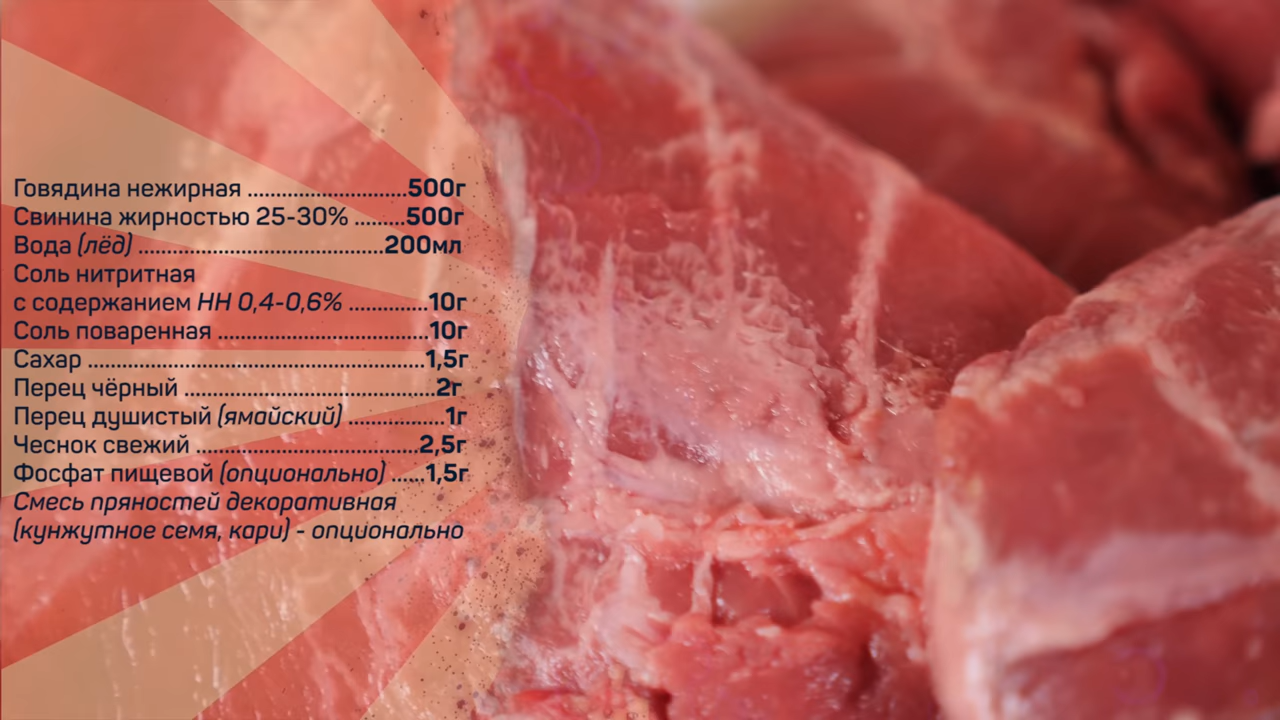 Говядина нежирная ............................500г
Свинина жирностью 25-30% .........500г
Вода (лёд) ...........................................200мл
Соль нитритная
с содержанием НН 0,4-0,6% ..............10г
Соль поваренная .....................................10г
Сахар ...........................................................1,5г
Перец чёрный ............................................2г
Перец душистый (ямайский) .................1г
Чеснок свежий .......................................2,5г
Фосфат пищевой (опционально) ......1,5г
Смесь пряностей декоративная
(кунжутное семя, кари) - опционально